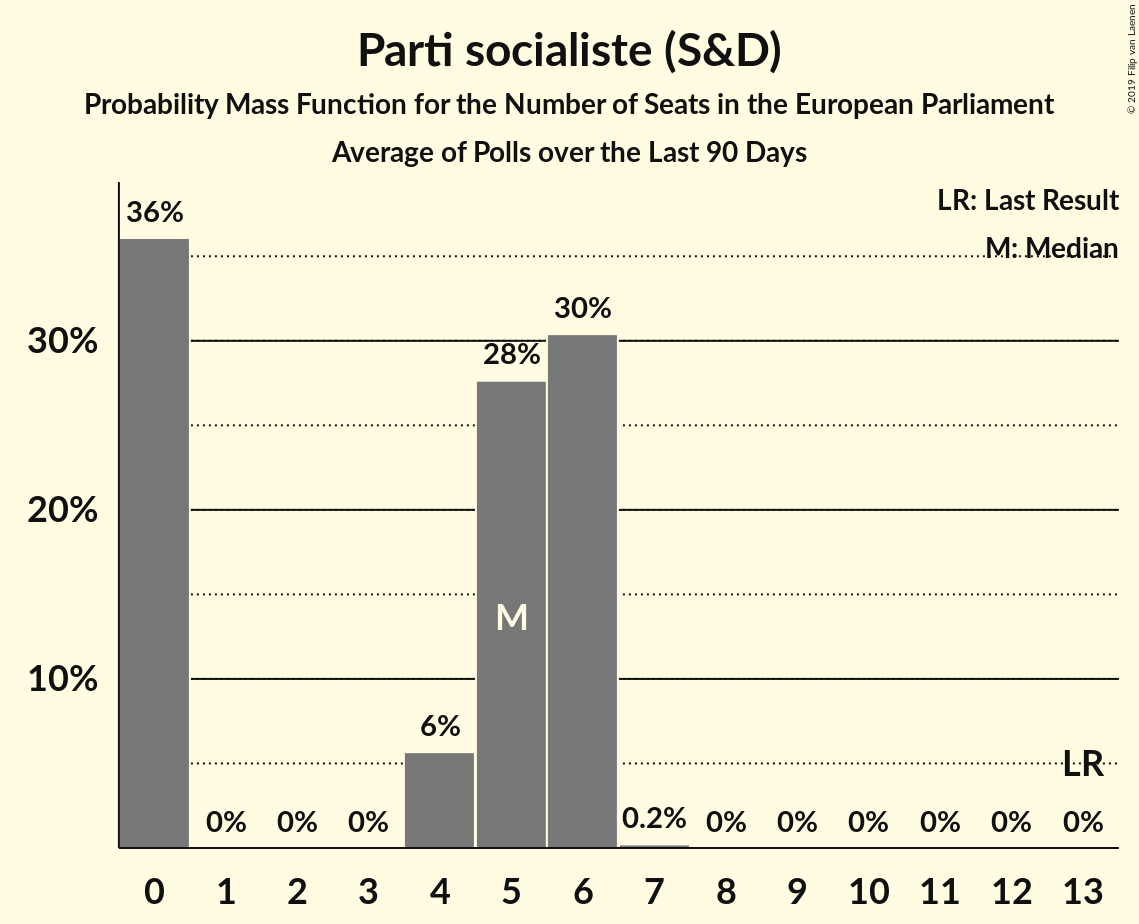 Parti socialiste (S&D)
Probability Mass Function for the Number of Seats in the European Parliament
Average of Polls over the Last 90 Days
© 2019 Filip van Laenen
LR: Last Result
M: Median
36%
30%
28%
30%
20%
10%
M
6%
LR
0% 0% 0% 0.2% 0% 0% 0% 0% 0% 0%
0 1 2 3 4 5 6 7 8 9 10 11 12 13